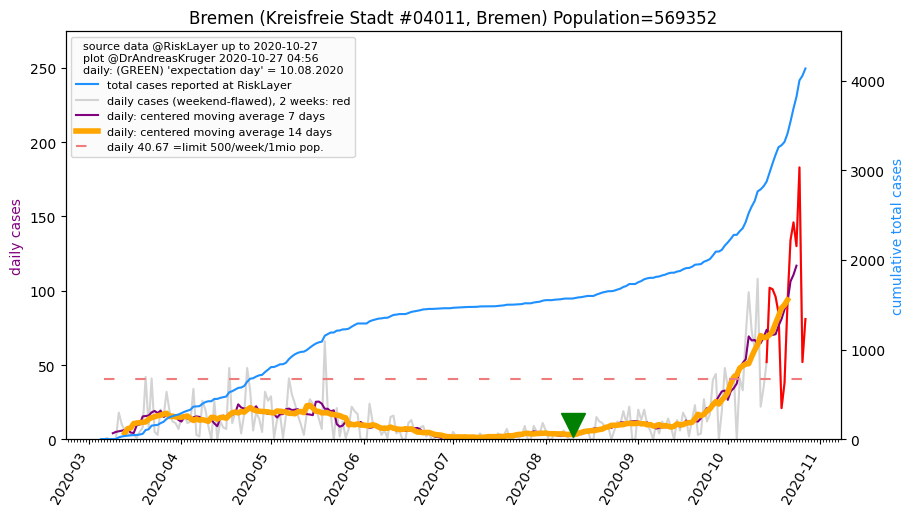 Bremen (Kreisfreie Stadt #04011, Bremen) Population=569352
source data @RiskLayer up to 2020-10-27
plot @DrAndreasKruger 2020-10-27 04:56
daily: (GREEN) 'expectation day' = 10.08.2020
total cases reported at RiskLayer
daily cases (weekend-flawed), 2 weeks: red
daily: centered moving average 7 days
daily: centered moving average 14 days
daily 40.67 =limit 500/week/1mio pop.
daily cases
250
200
150
100
50
0
cumulative total cases
4000
3000
2000
1000
0
2020-03
2020-04
2020-05
2020-06
2020-07
2020-08
2020-09
2020-10
2020-11